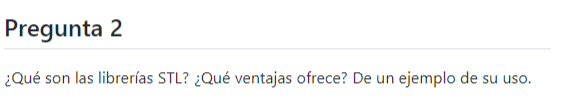 Pregunta 2
¿Qué son las librerías STL? ¿Qué ventajas ofrece? De un ejemplo de su uso.